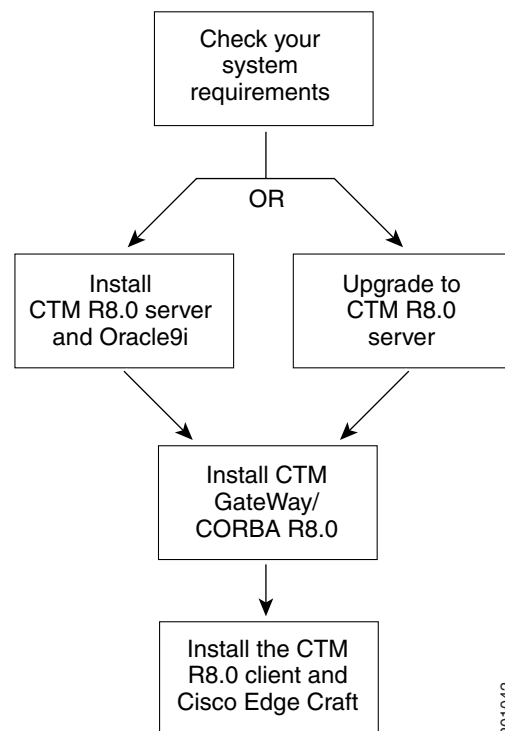 Check your
system
requirements
OR
Install
CTM R8.0 server
and Oracle9i
Upgrade to
CTM R8.0
server
Install CTM
GateWay/
CORBA R8.0
Install the CTM
R8.0 client and
Cisco Edge Craft